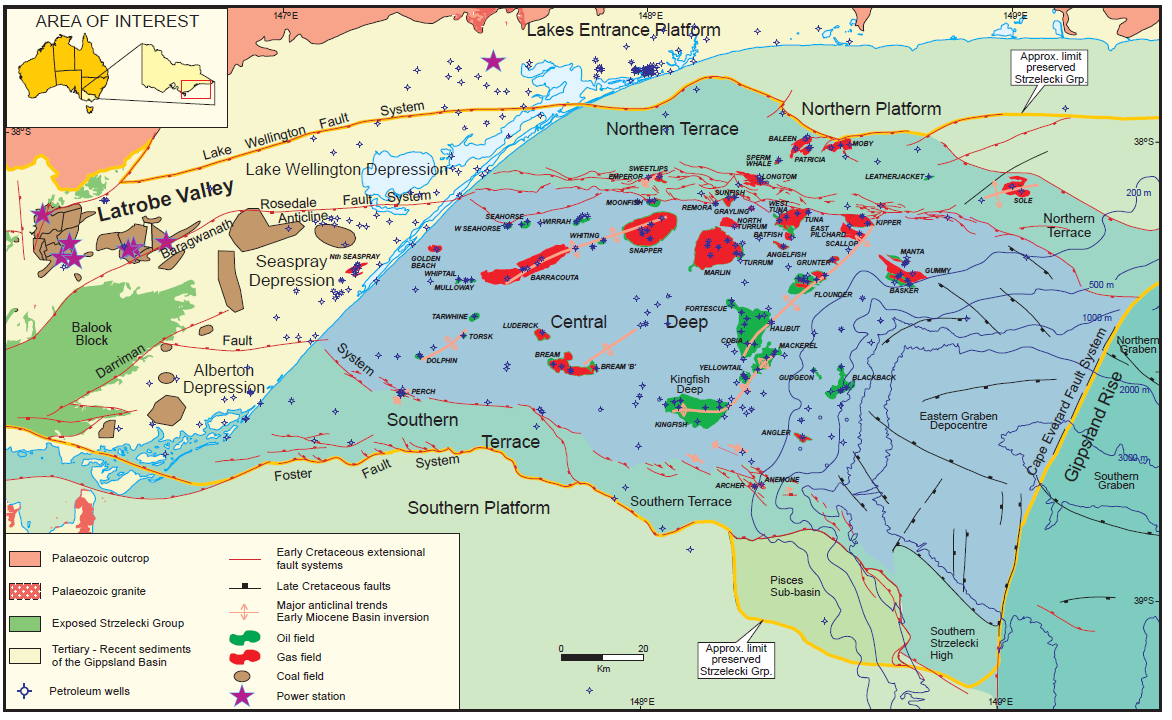 AREA OF INTEREST
147°E
148°E
149°E
Lakes Entrance Platform
Approx. limit
preserved
Strzelecki Grp.
38°S
38°S
Lake Wellington Fault System
Northern Terrace
Northern Platform
BALEEN
MOBY
PATRICIA
SPERM
WHALE
LONGTOM
LEATHERJACKET
Lake Wellington Depression
SWEETLIPS
EMPEROR
200 m
SOLE
Latrobe Valley
Rosedale Fault System
Anticline
Baragwanath
MOONFISH
SUNFISH
REMORA
GRAYLING
WEST
TUNA
TUNA
NORTH
TURRUM
EAST
PILCHARD
KIPPER
SCALLOP
BATFISH
SEAHORSE
W SEAHORSE
WIRRAH
WHITING
SNAPPER
Northern
Terrace
ANGELFISH
GRUNTER
TURRUM
MARLIN
MANTA
GUMMY
BASKER
Seaspray
Depression
Nth SEASPRAY
GOLDEN
BEACH
WHIPTAIL
MULLOWAY
BARRACOUTA
FLOUNDER
500 m
FORTESCUE
1000 m
Balook
Block
TARWHINE
TORSK
LUDERICK
Central Deep
HALIBUT
COBIA
MACKEREL
Northern
Graben
Darriman Fault System
DOLPHIN
BREAM
BREAM 'B'
YELLOWTAIL
GUDGEON
BLACKBACK
2000 m
Alberton
Depression
PERCH
Kingfish
Deep
KINGFISH
Cape Everard Fault System
Gippsland Rise
Eastern Graben
Depocentre
Southern
Terrace
ANGLER
3000 m
Foster Fault System
ARCHER
ANEMONE
Southern
Graben
Southern Platform
Southern Terrace
Palaeozoic outcrop
Palaeozoic granite
Exposed Strzelecki Group
Tertiary - Recent sediments
of the Gippsland Basin
Petroleum wells
Early Cretaceous extensional
fault systems
Late Cretaceous faults
Major anticlinal trends
Early Miocene Basin inversion
Oil field
Gas field
Coal field
Power station
Pisces
Sub-basin
39°S
Southern
Strzelecki
High
0
20
Km
Approx. limit
preserved
Strzelecki Grp.
148°E
149°E